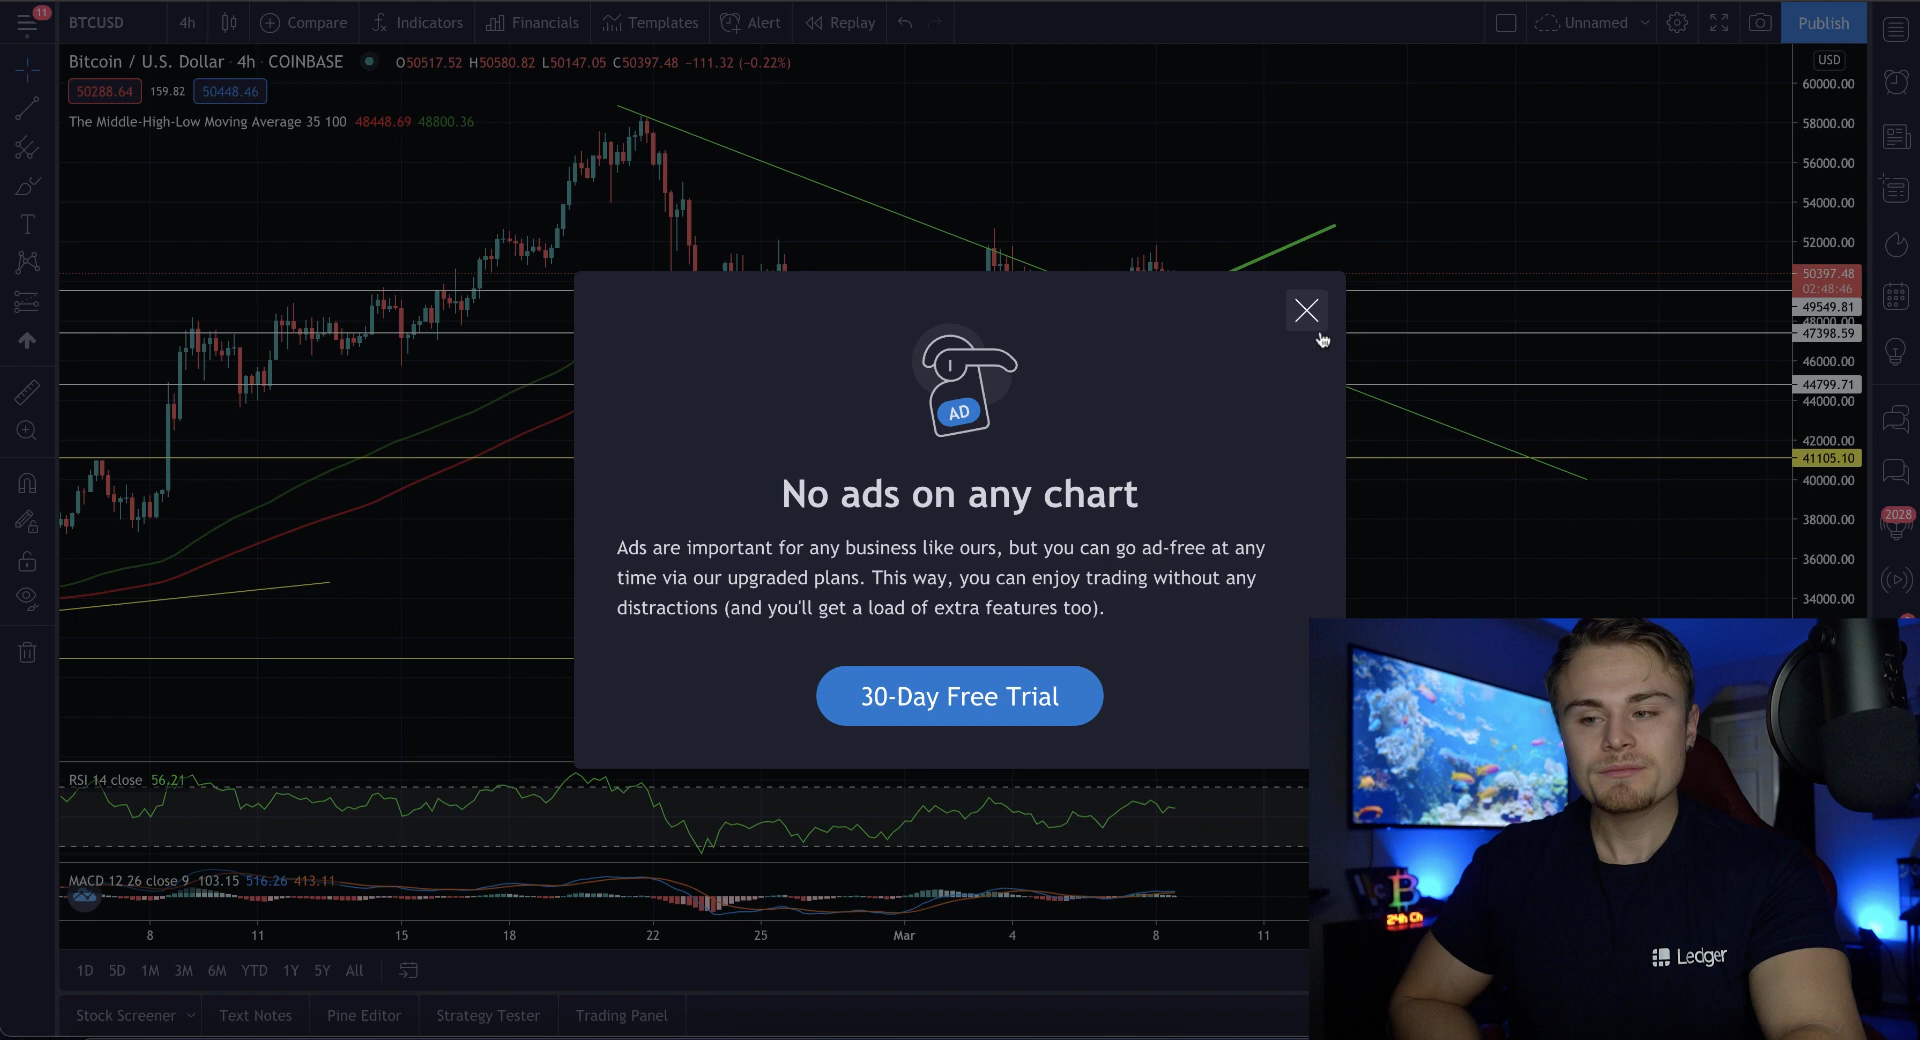 11
BTCUSD
4h
Compare
Indicators
Financials
Templates
Alert
Replay
Unnamed
Publish
Bitcoin / U.S. Dollar · 4h · COINBASE
O50517.52 H50580.82 L50147.05 C50397.48 −111.32 (−0.22%)
USD
50288.64 159.82 50448.46
The Middle-High-Low Moving Average 35 100 48448.69 48800.36
60000.00
58000.00
56000.00
54000.00
52000.00
50397.48
02:48:46
49549.81
48000.00
47398.59
46000.00
44799.71
44000.00
42000.00
41105.10
40000.00
38000.00
36000.00
34000.00
2028
AD
No ads on any chart
Ads are important for any business like ours, but you can go ad-free at any
time via our upgraded plans. This way, you can enjoy trading without any
distractions (and you'll get a load of extra features too).
30-Day Free Trial
RSI 14 close 56.21
MACD 12 26 close 9 103.15 516.26 413.11
8 11 15 18 22 25 Mar 4 8 11
1D 5D 1M 3M 6M YTD 1Y 5Y All
Stock Screener
Text Notes
Pine Editor
Strategy Tester
Trading Panel
24h Ch
Ledger